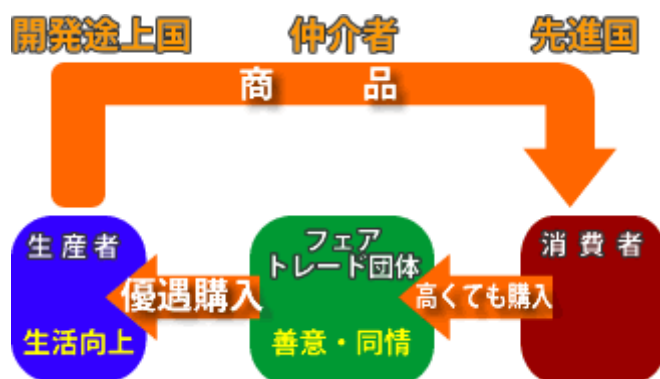 開発途上国 仲介者 先進国
商品
生産者 フェア
トレード団体 消費者
優遇購入 高くても購入
生活向上 善意・同情